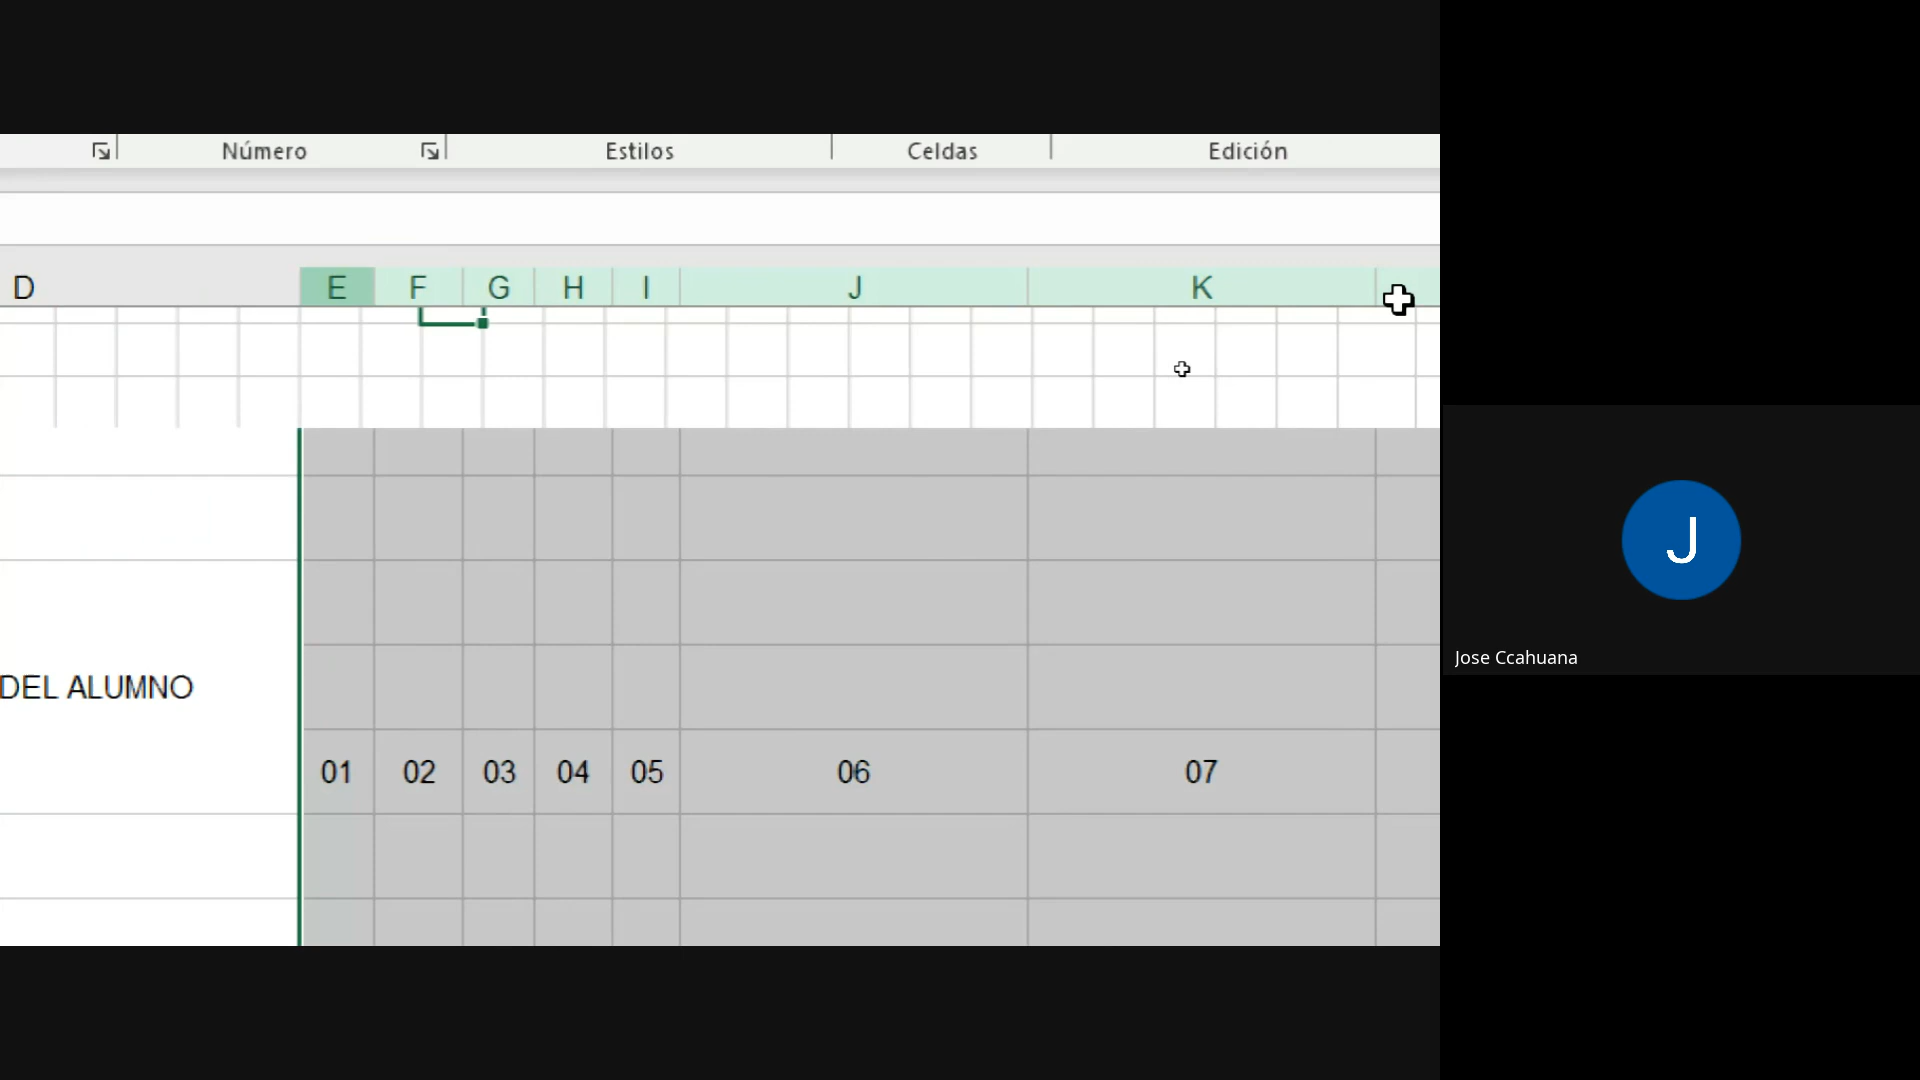 Número Estilos Celdas Edición
D E F G H I J K
DEL ALUMNO
01 02 03 04 05 06 07
J
Jose Ccahuana